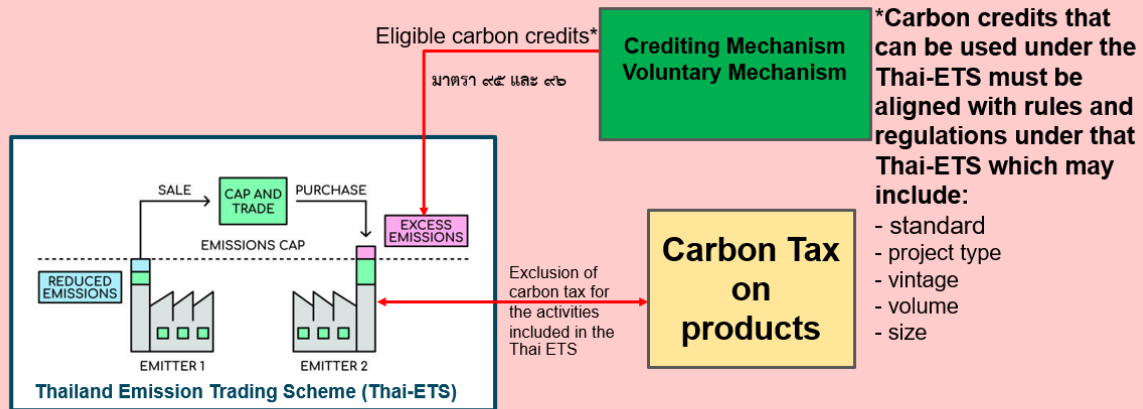 Eligible carbon credits*
มาตรา ๙๕ และ ๙๖
Crediting Mechanism
Voluntary Mechanism
*Carbon credits that
can be used under the
Thai-ETS must be
aligned with rules and
regulations under that
Thai-ETS which may
include:
- standard
- project type
- vintage
- volume
- size
SALE
CAP AND
TRADE
PURCHASE
EXCESS
EMISSIONS
EMISSIONS CAP
REDUCED
EMISSIONS
EMITTER 1
EMITTER 2
Thailand Emission Trading Scheme (Thai-ETS)
Exclusion of
carbon tax for
the activities
included in the
Thai ETS
Carbon Tax
on
products